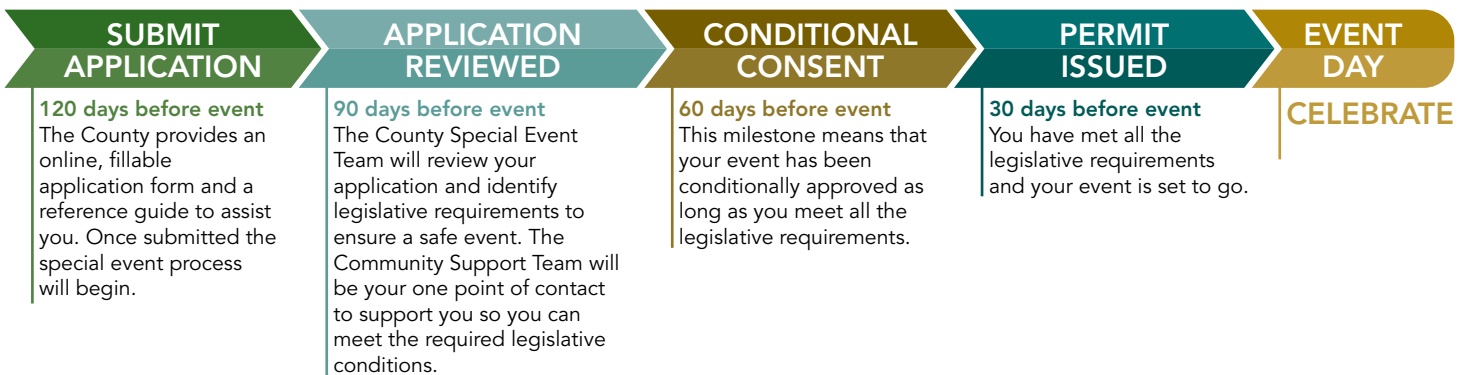 SUBMIT
APPLICATION
120 days before event
The County provides an
online, fillable
application form and a
reference guide to assist
you. Once submitted the
special event process
will begin.
APPLICATION
REVIEWED
90 days before event
The County Special Event
Team will review your
application and identify
legislative requirements to
ensure a safe event. The
Community Support Team will
be your one point of contact
to support you so you can
meet the required legislative
conditions.
CONDITIONAL
CONSENT
60 days before event
This milestone means that
your event has been
conditionally approved as
long as you meet all the
legislative requirements.
PERMIT
ISSUED
30 days before event
You have met all the
legislative requirements
and your event is set to go.
EVENT
DAY
CELEBRATE